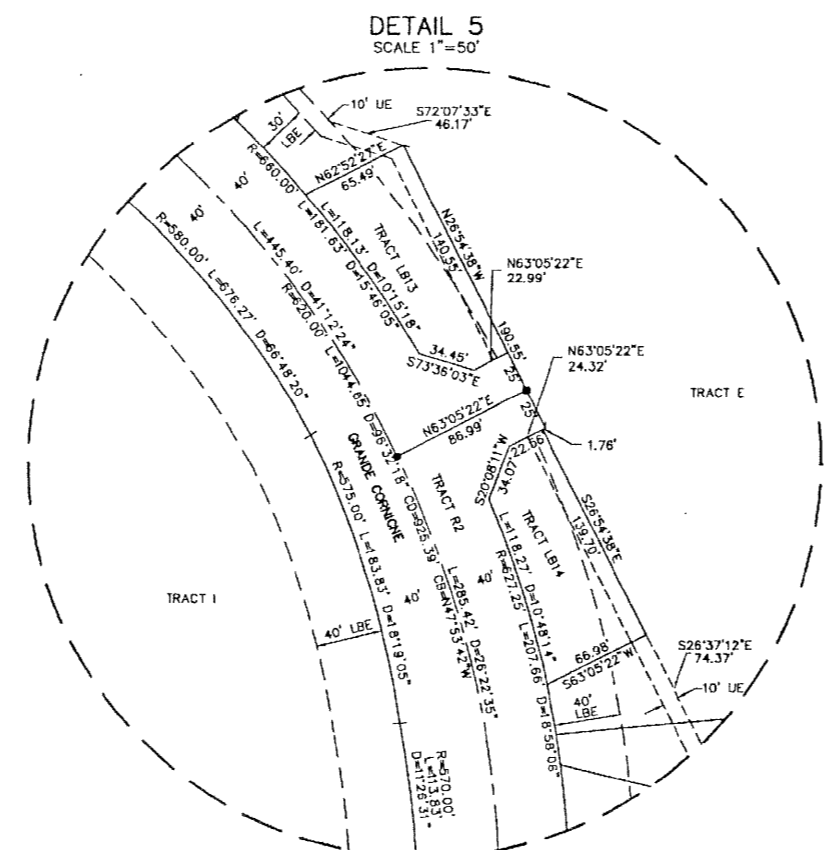 DETAIL 5
SCALE 1"=50'
10' UE
S72°07'33"E
46.17'
30'
LBE
N62°52'27"E
65.49'
R=660.00'
L=181.63' D=15°46'05"
L=118.13' D=10°15'18"
TRACT LB13
N26°54'38"W
140.55'
190.55'
N63°05'22"E
22.99'
40'
40'
R=580.00' L=676.27' D=66°48'20"
L=445.40' D=41°12'24"
R=620.00' L=1044.65' D=96°32'18" CD=925.39' CB=N47°53'42"W
34.45'
S73°36'03"E
25'
N63°05'22"E
24.32'
TRACT E
25'
N63°05'22"E
86.99'
1.76'
22.66'
S20°08'11"W
34.07'
GRANDE CORNICNE
TRACT R2
R=575.00' L=183.83' D=18°19'05"
L=118.27' D=10°48'14"
R=627.25' L=207.66' D=18°58'06"
TRACT LB14
139.70'
S26°54'38"E
TRACT I
40'
40'
L=285.42' D=26°22'35"
40' LBE
66.98'
S63°05'22"W
S26°37'12"E
74.37'
40'
LBE
10' UE
R=570.00'
L=113.83'
D=11°26'31"